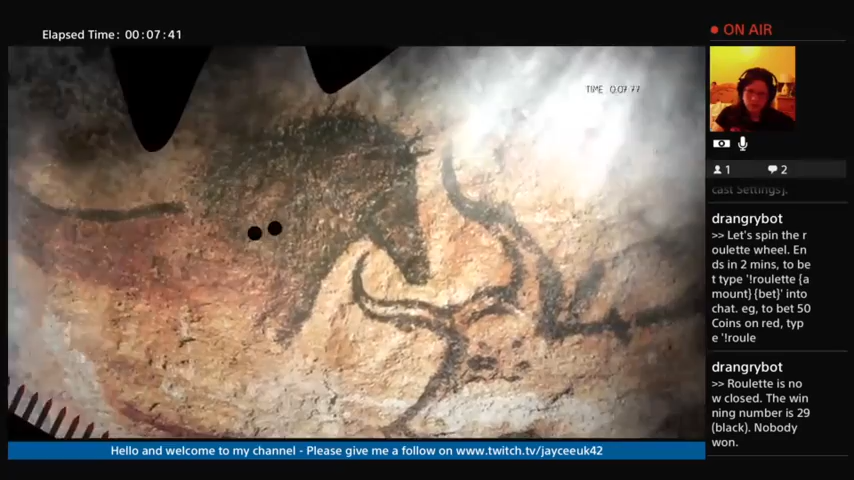 Elapsed Time: 00:07:41
ON AIR
TIME 0:07.77
1
2
cast Settings].
drangrybot
>> Let's spin the r
oulette wheel. En
ds in 2 mins, to be
t type '!roulette {a
mount} {bet}' into
chat. eg, to bet 50
Coins on red, typ
e '!roule
drangrybot
>> Roulette is no
w closed. The win
ning number is 29
(black). Nobody
won.
Hello and welcome to my channel - Please give me a follow on www.twitch.tv/jayceeuk42